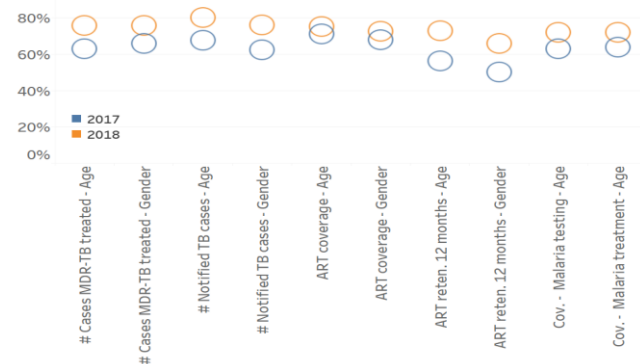 80%
60%
40%
20%
0%
2017
2018
# Cases MDR-TB treated - Age
# Cases MDR-TB treated - Gender
# Notified TB cases - Age
# Notified TB cases - Gender
ART coverage - Age
ART coverage - Gender
ART reten. 12 months - Age
ART reten. 12 months - Gender
Cov. - Malaria testing - Age
Cov. - Malaria treatment - Age